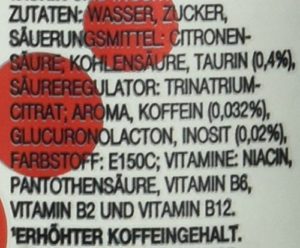 ZUTATEN: WASSER, ZUCKER,
SÄUERUNGSMITTEL: CITRONEN-
SÄURE, KOHLENSÄURE, TAURIN (0,4%),
SÄUREREGULATOR: TRINATRIUM-
CITRAT; AROMA, KOFFEIN (0,032%),
GLUCURONOLACTON, INOSIT (0,02%),
FARBSTOFF: E150C; VITAMINE: NIACIN,
PANTOTHENSÄURE, VITAMIN B6,
VITAMIN B2 UND VITAMIN B12.
¹ERHÖHTER KOFFEINGEHALT.